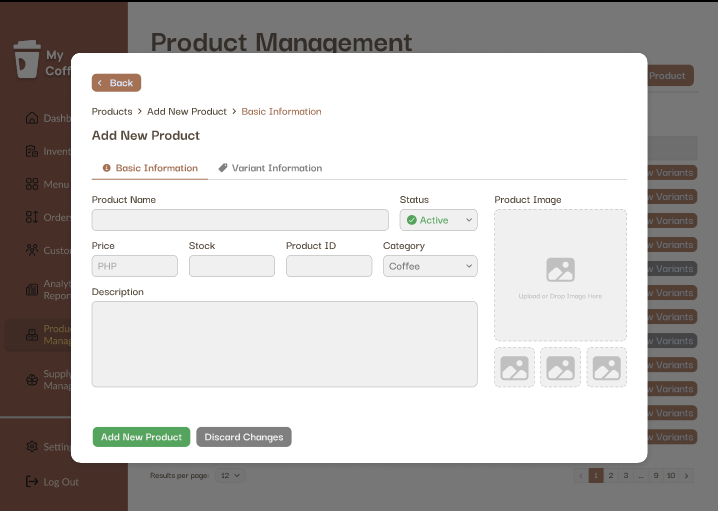 Product Management
My
Coff
Product
Back
Products > Add New Product > Basic Information
Add New Product
Basic Information
Variant Information
Product Name
Status
Product Image
Active
Price
Stock
Product ID
Category
PHP
Coffee
Upload or Drop Image Here
Description
Add New Product
Discard Changes
Dashb
Invent
Menu
Order
Custo
Analyt
Repor
Produ
Manag
Supply
Manag
Settin
Log Out
w Variants
w Variants
w Variants
w Variants
w Variants
w Variants
w Variants
w Variants
w Variants
w Variants
w Variants
w Variants
Results per page: 12
< 1 2 3 ... 9 10 >